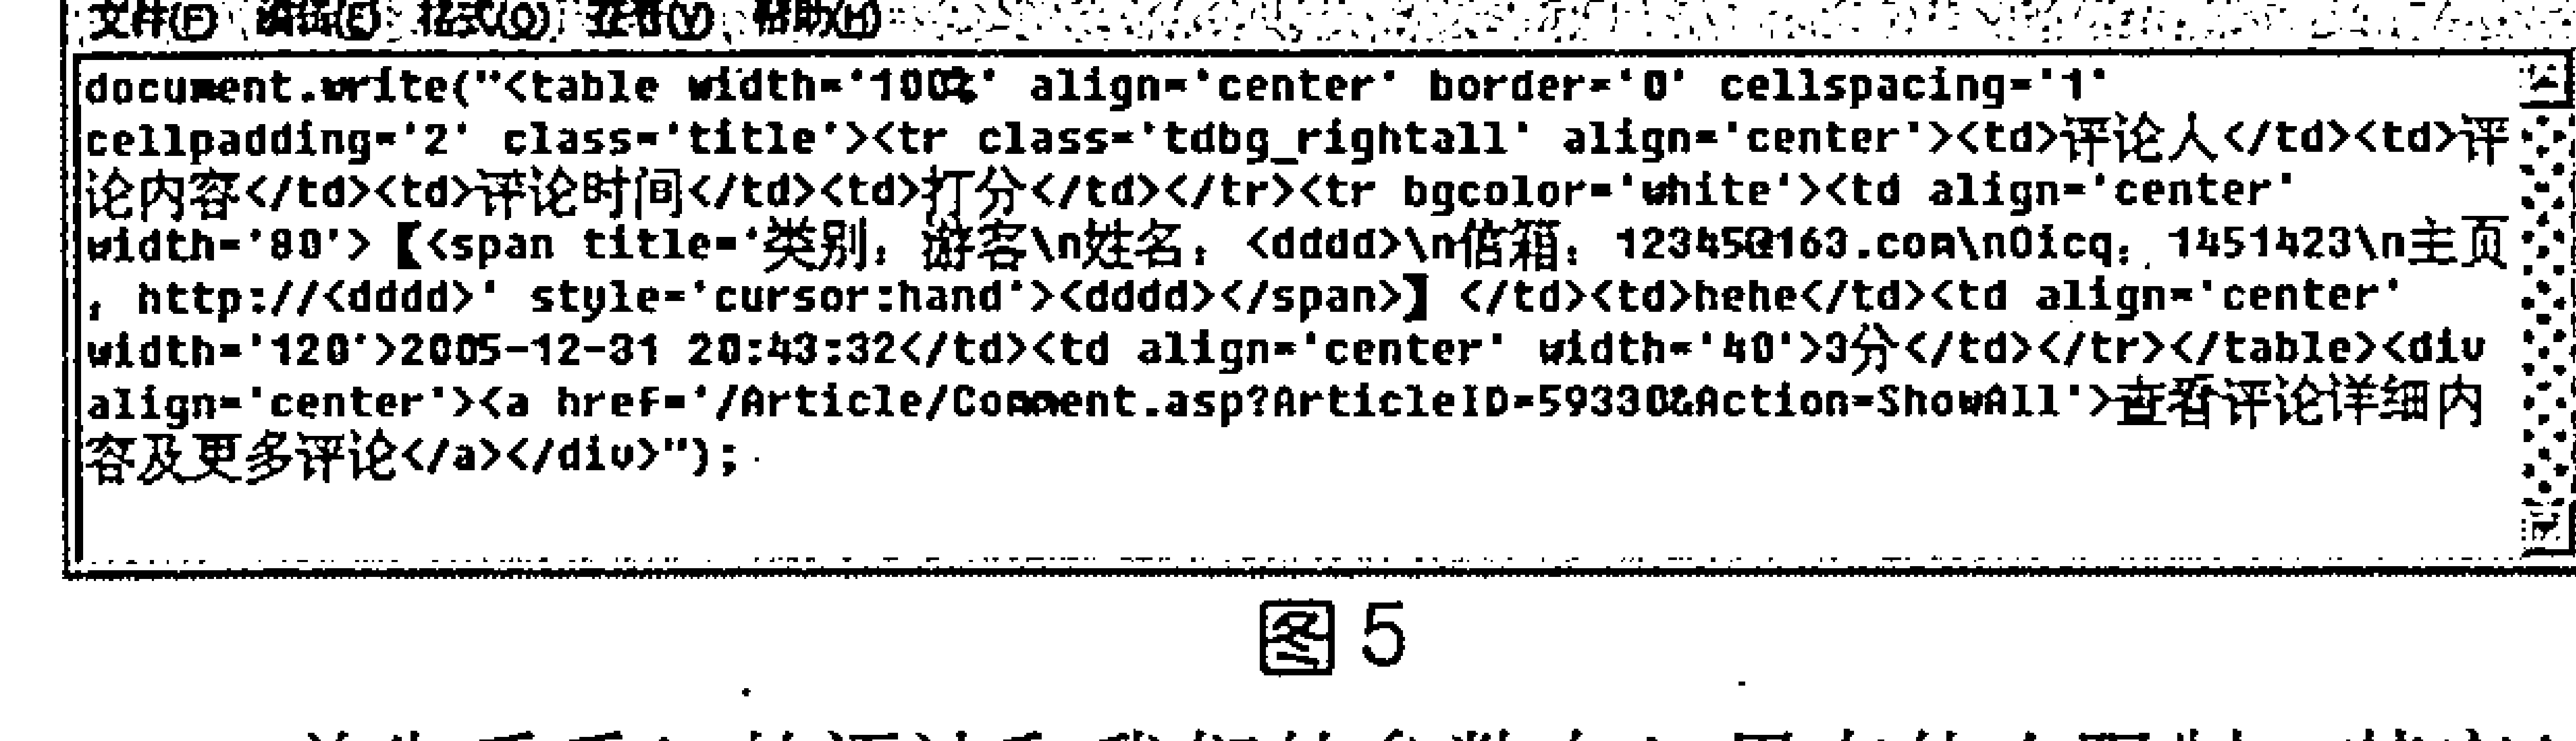 文件(F) 编辑(E) 格式(O) 查看(V) 帮助(H)
document.write("<table width='100%' align='center' border='0' cellspacing='1'
cellpadding='2' class='title'><tr class='tdbg_rightall' align='center'><td>评论人</td><td>评
论内容</td><td>评论时间</td><td>打分</td></tr><tr bgcolor='white'><td align='center'
width='80'>【<span title='类别：游客\n姓名：<dddd>\n信箱：12345@163.com\nOicq：1451423\n主页
：http://<dddd>' style='cursor:hand'><dddd></span>】</td><td>hehe</td><td align='center'
width='120'>2005-12-31 20:43:32</td><td align='center' width='40'>3分</td></tr></table><div
align='center'><a href='/Article/Comment.asp?ArticleID=59330&Action=ShowAll'>查看评论详细内
容及更多评论</a></div>");
图 5